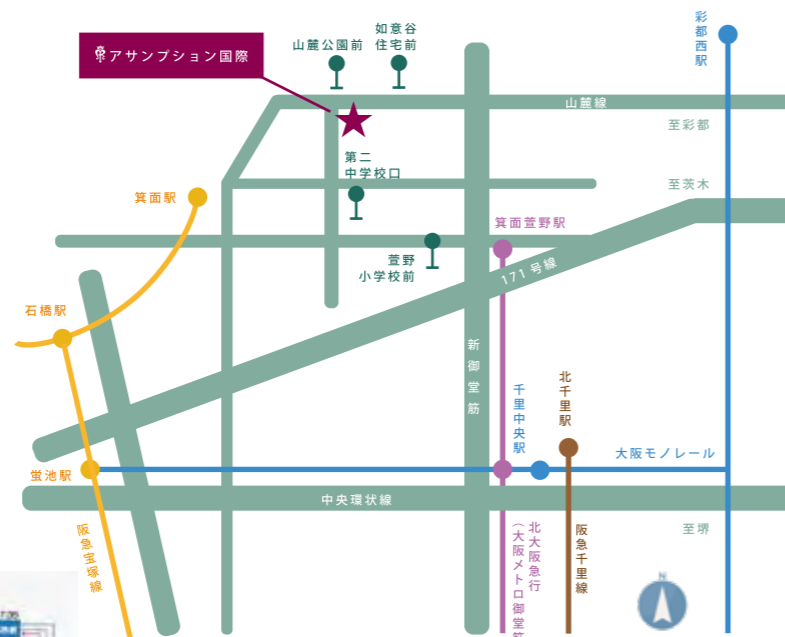 アサンプション国際
山麓公園前
如意谷
住宅前
彩都西駅
山麓線
至彩都
第二
中学校口
至茨木
箕面駅
箕面萱野駅
萱野
小学校前
171号線
石橋駅
新御堂筋
千里中央駅
北千里駅
大阪モノレール
蛍池駅
中央環状線
阪急宝塚線
北大阪急行
(大阪メトロ御堂筋
阪急千里線
至堺
N